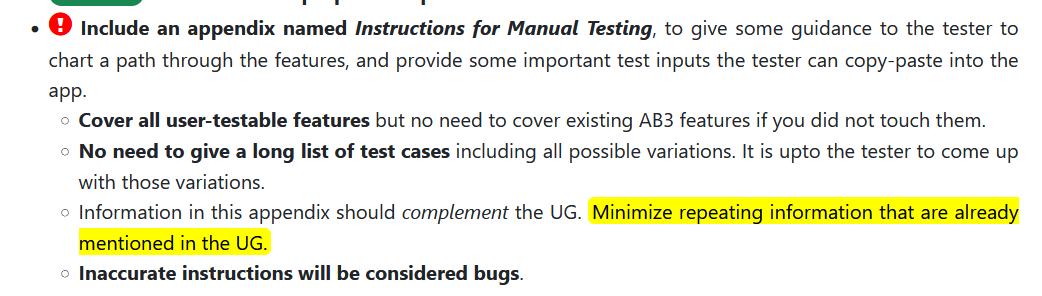 Include an appendix named Instructions for Manual Testing, to give some guidance to the tester to
chart a path through the features, and provide some important test inputs the tester can copy-paste into the
app.
Cover all user-testable features but no need to cover existing AB3 features if you did not touch them.
No need to give a long list of test cases including all possible variations. It is upto the tester to come up
with those variations.
Information in this appendix should complement the UG. Minimize repeating information that are already
mentioned in the UG.
Inaccurate instructions will be considered bugs.